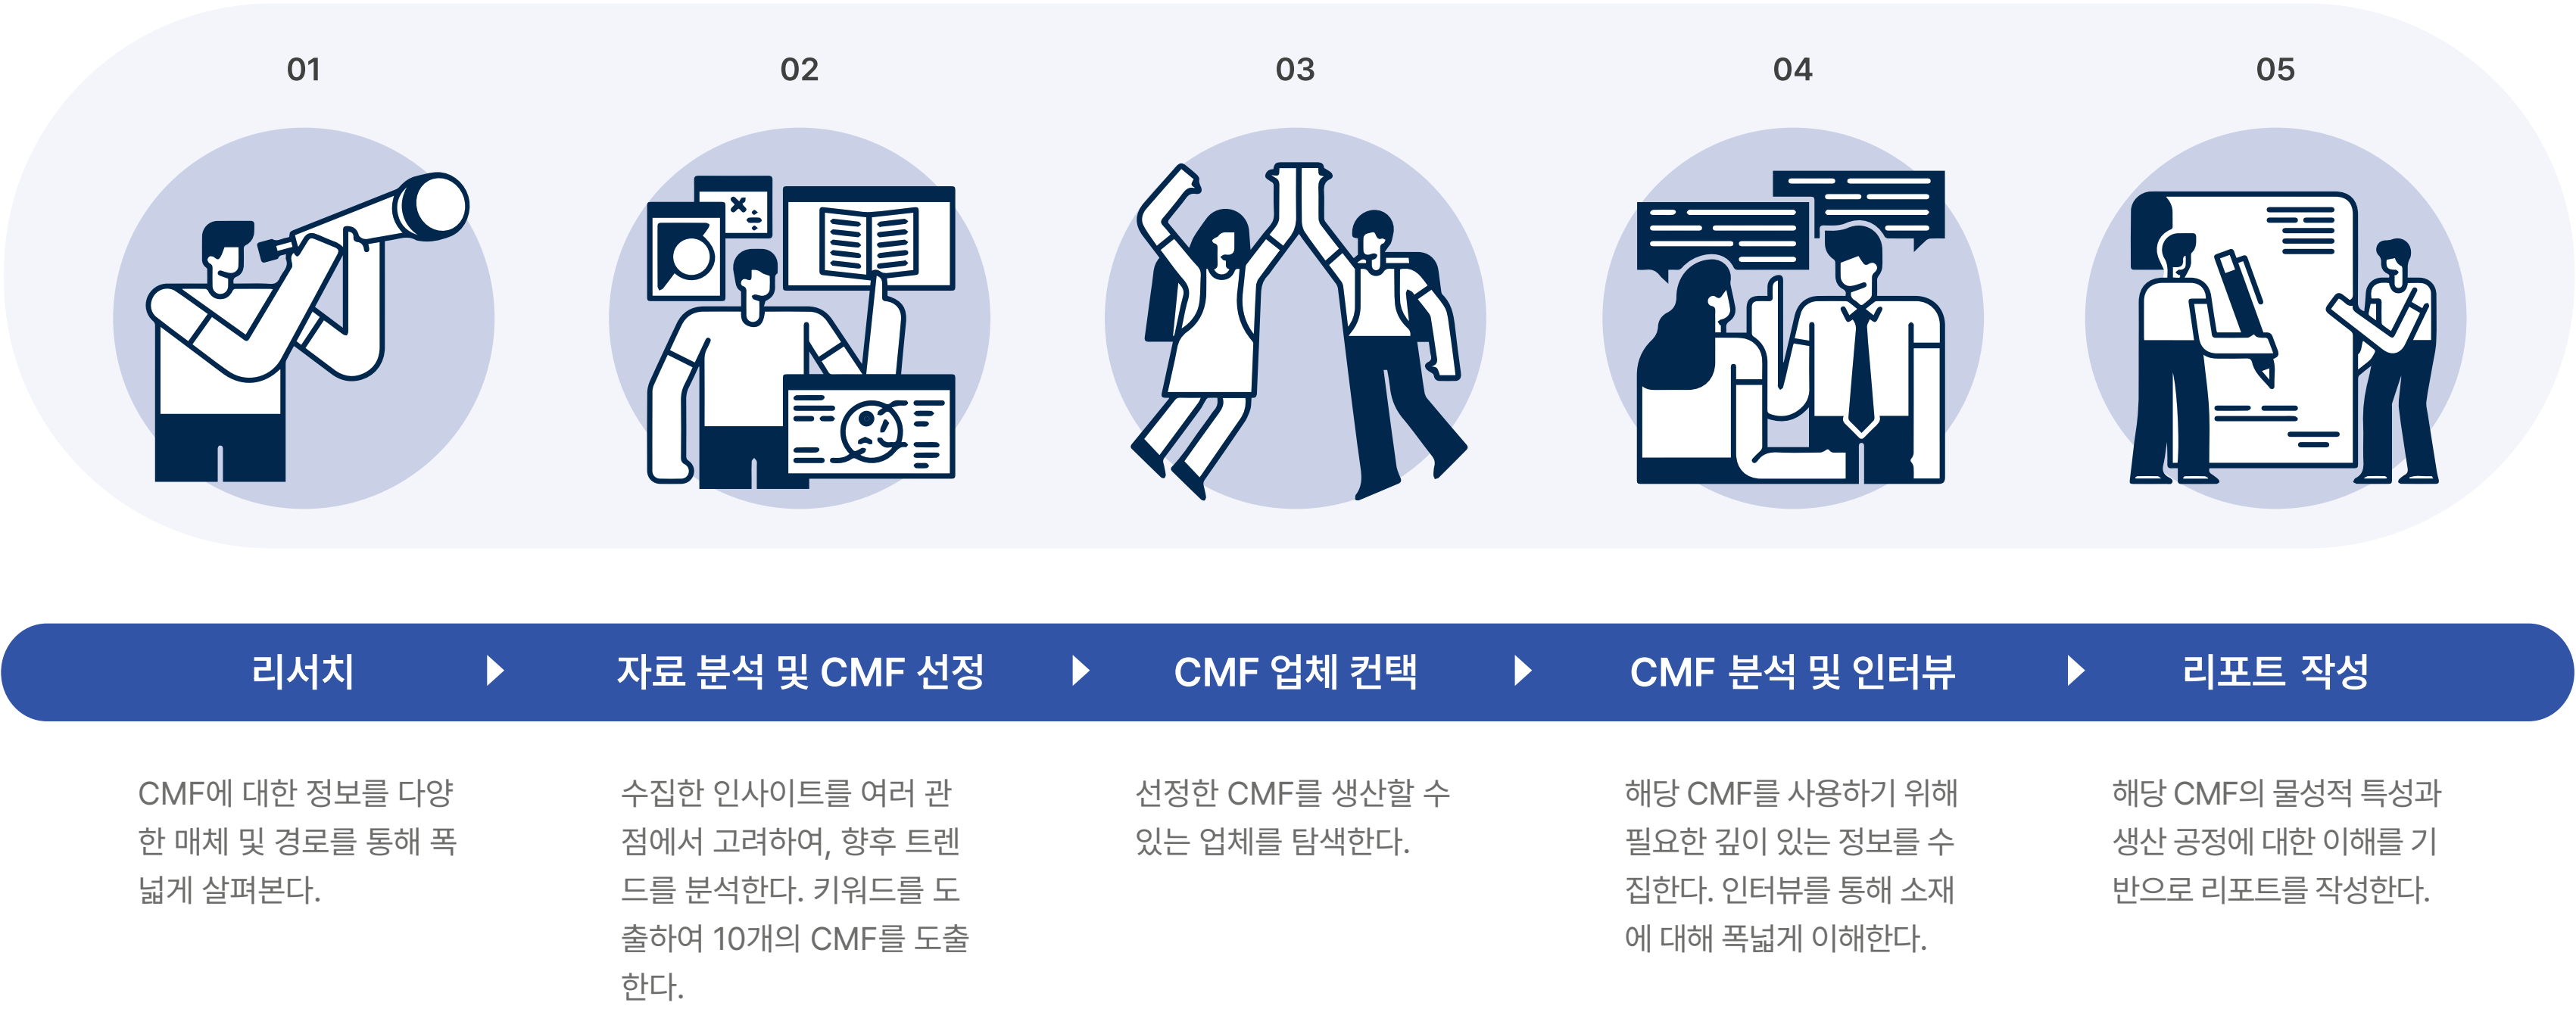 01
02
03
04
05
리서치
자료 분석 및 CMF 선정
CMF 업체 컨택
CMF 분석 및 인터뷰
리포트 작성
CMF에 대한 정보를 다양
한 매체 및 경로를 통해 폭
넓게 살펴본다.
수집한 인사이트를 여러 관
점에서 고려하여, 향후 트렌
드를 분석한다. 키워드를 도
출하여 10개의 CMF를 도출
한다.
선정한 CMF를 생산할 수
있는 업체를 탐색한다.
해당 CMF를 사용하기 위해
필요한 깊이 있는 정보를 수
집한다. 인터뷰를 통해 소재
에 대해 폭넓게 이해한다.
해당 CMF의 물성적 특성과
생산 공정에 대한 이해를 기
반으로 리포트를 작성한다.